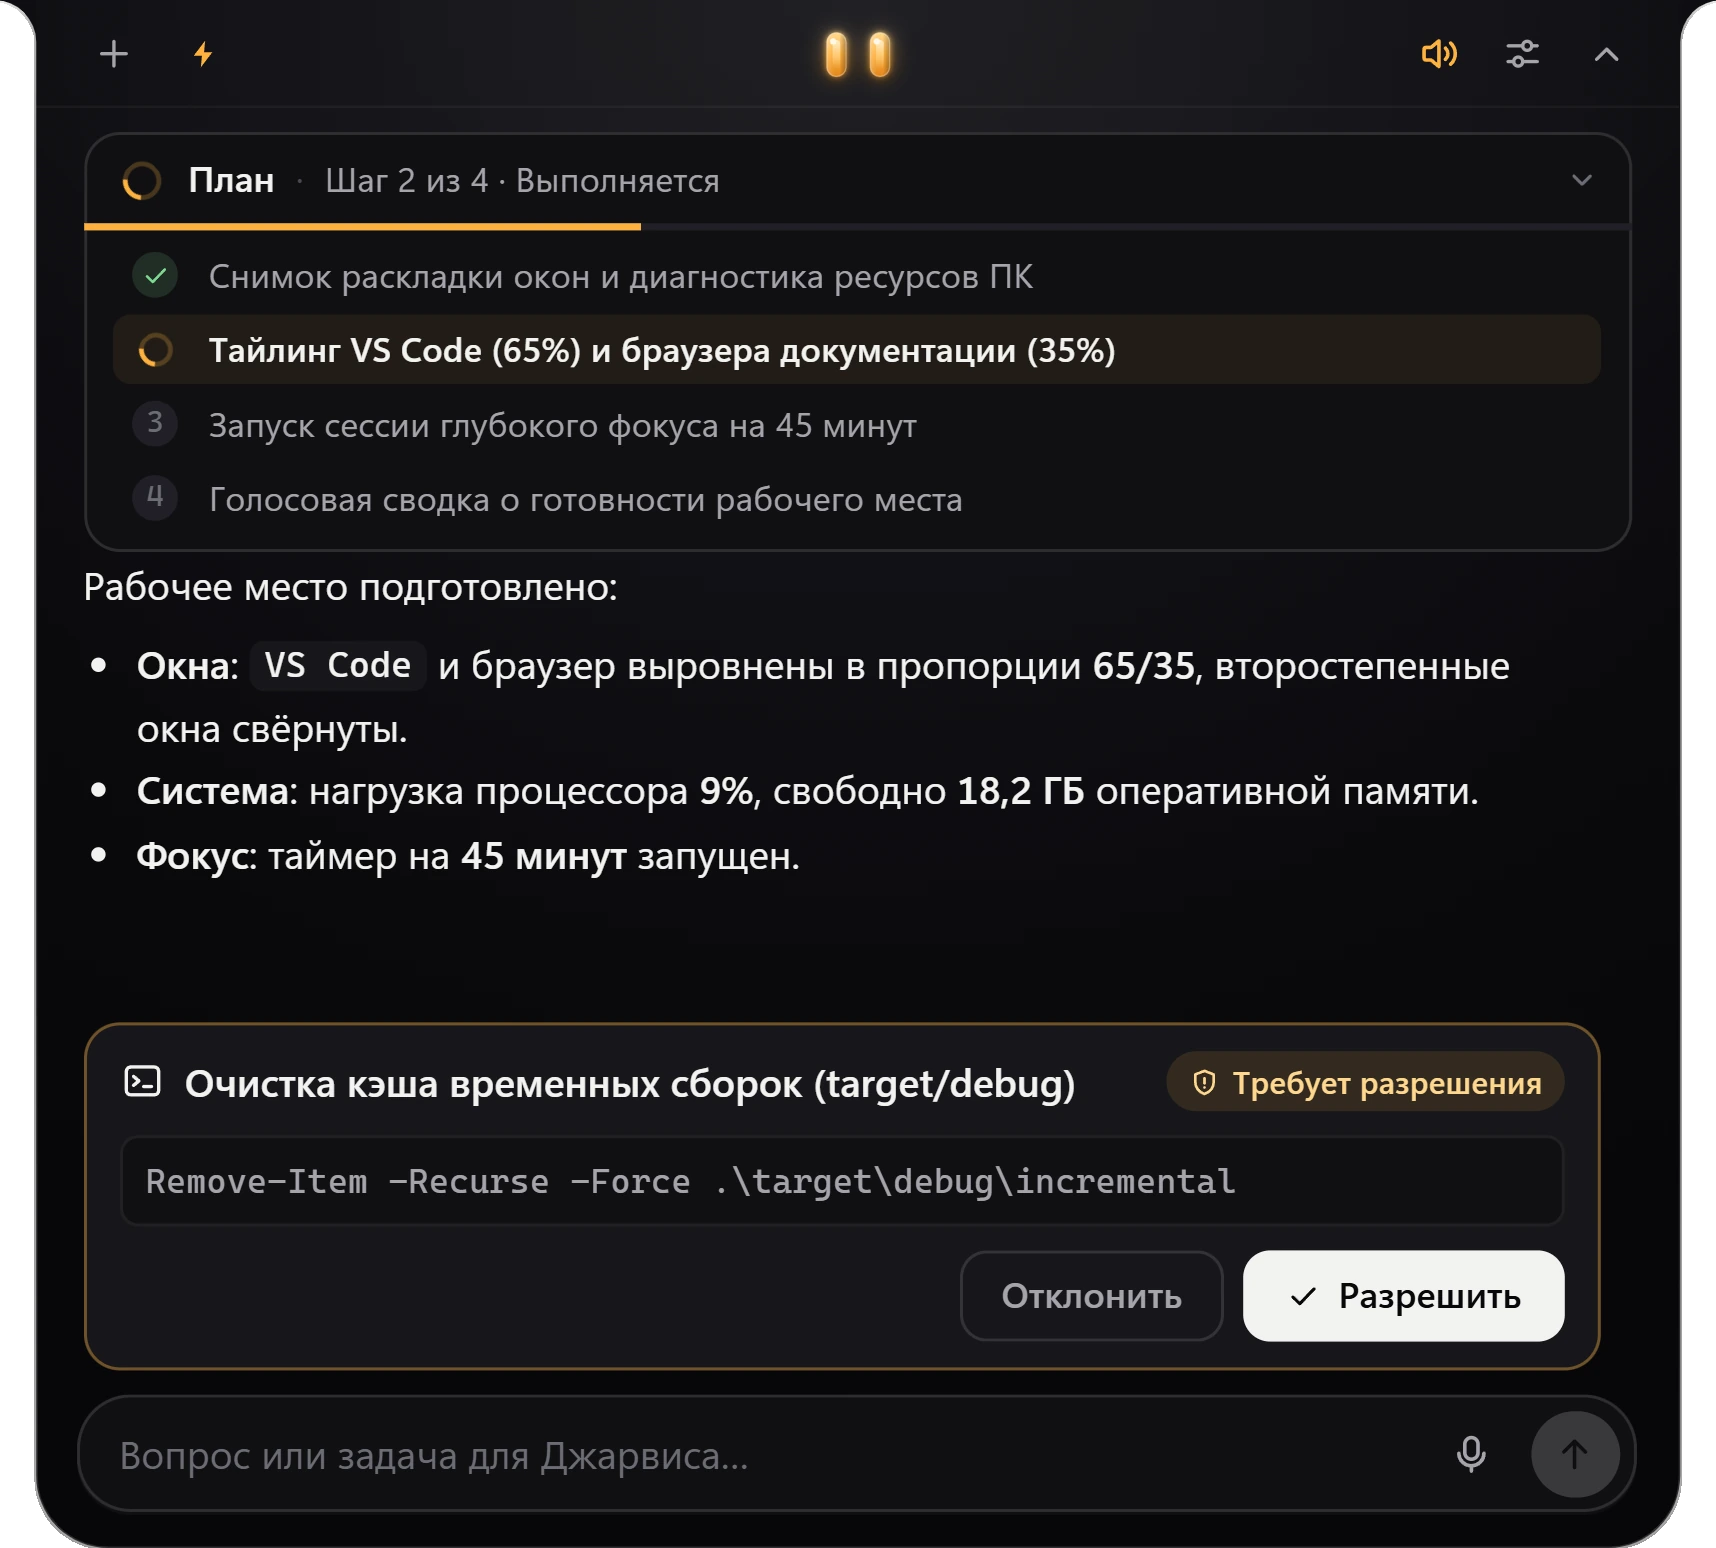 План · Шаг 2 из 4 · Выполняется
Снимок раскладки окон и диагностика ресурсов ПК
Тайлинг VS Code (65%) и браузера документации (35%)
3 Запуск сессии глубокого фокуса на 45 минут
4 Голосовая сводка о готовности рабочего места
Рабочее место подготовлено:
• Окна: VS Code и браузер выровнены в пропорции 65/35, второстепенные
окна свёрнуты.
• Система: нагрузка процессора 9%, свободно 18,2 ГБ оперативной памяти.
• Фокус: таймер на 45 минут запущен.
Очистка кэша временных сборок (target/debug) Требует разрешения
Remove-Item -Recurse -Force .\target\debug\incremental
Отклонить Разрешить
Вопрос или задача для Джарвиса...